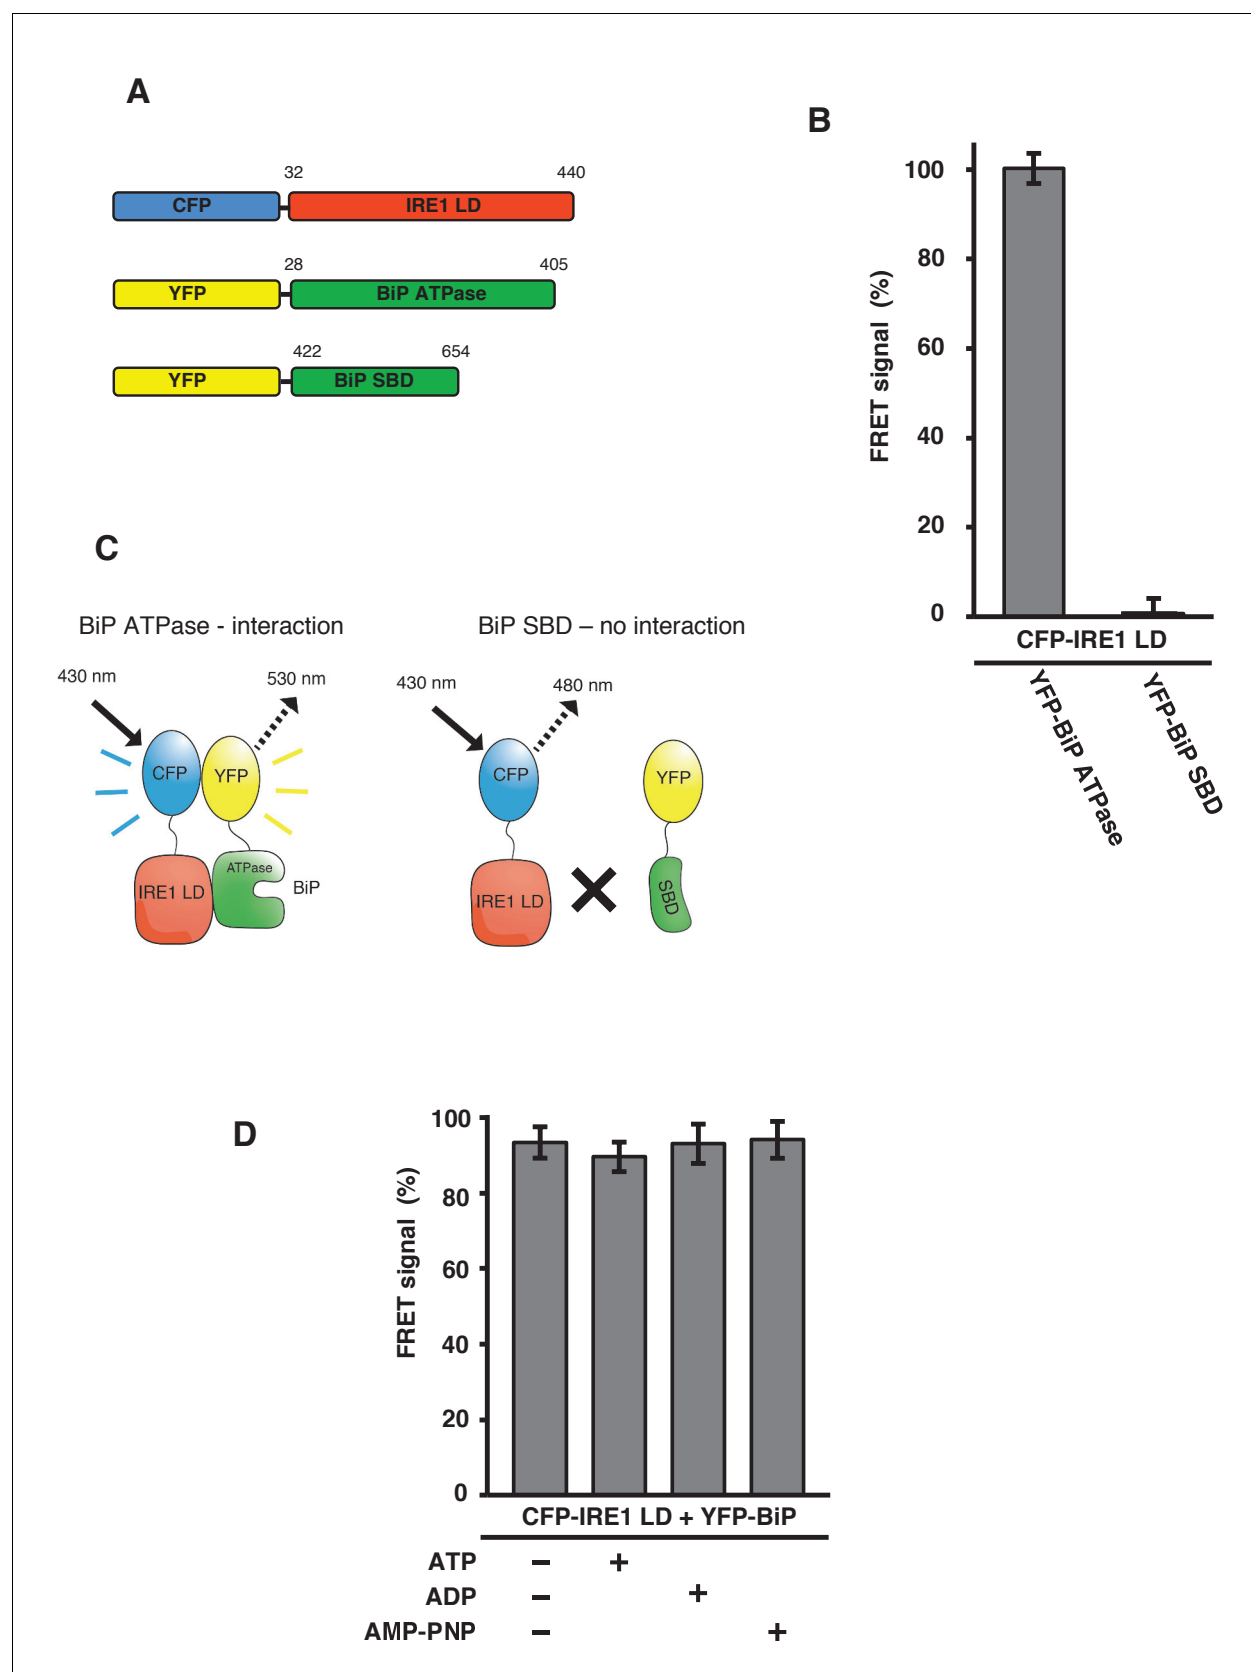 A
32 440
CFP IRE1 LD
28 405
YFP BiP ATPase
422 654
YFP BiP SBD
B
FRET signal (%)
100
80
60
40
20
0
CFP-IRE1 LD
YFP-BiP ATPase
YFP-BiP SBD
C
BiP ATPase - interaction
430 nm 530 nm
CFP YFP
IRE1 LD ATPase BiP
BiP SBD – no interaction
430 nm 480 nm
CFP YFP
IRE1 LD SBD
D
FRET signal (%)
100
80
60
40
20
0
CFP-IRE1 LD + YFP-BiP
ATP – +
ADP – +
AMP-PNP – +